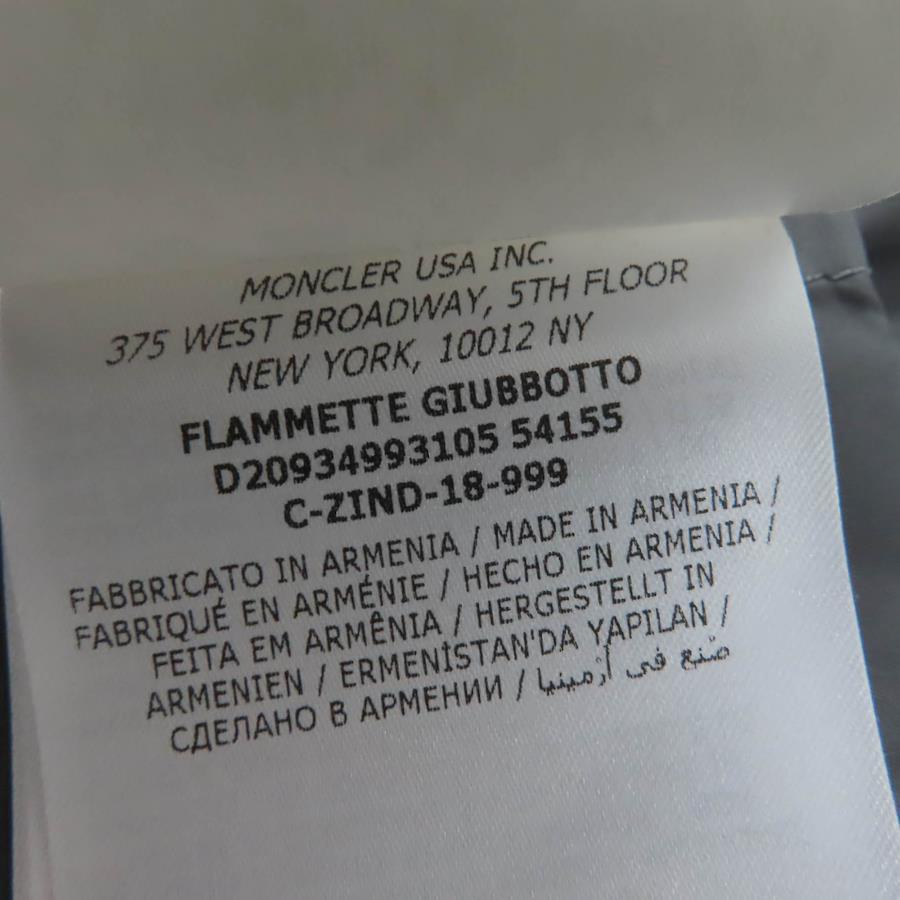 MONCLER USA INC.
375 WEST BROADWAY, 5TH FLOOR
NEW YORK, 10012 NY
FLAMMETTE GIUBBOTTO
D20934993105 54155
C-ZIND-18-999
FABBRICATO IN ARMENIA / MADE IN ARMENIA /
FABRIQUÉ EN ARMÉNIE / HECHO EN ARMENIA /
FEITA EM ARMÊNIA / HERGESTELLT IN
ARMENIEN / ERMENİSTAN'DA YAPILAN /
СДЕЛАНО В АРМЕНИИ / صُنع في أرمينيا